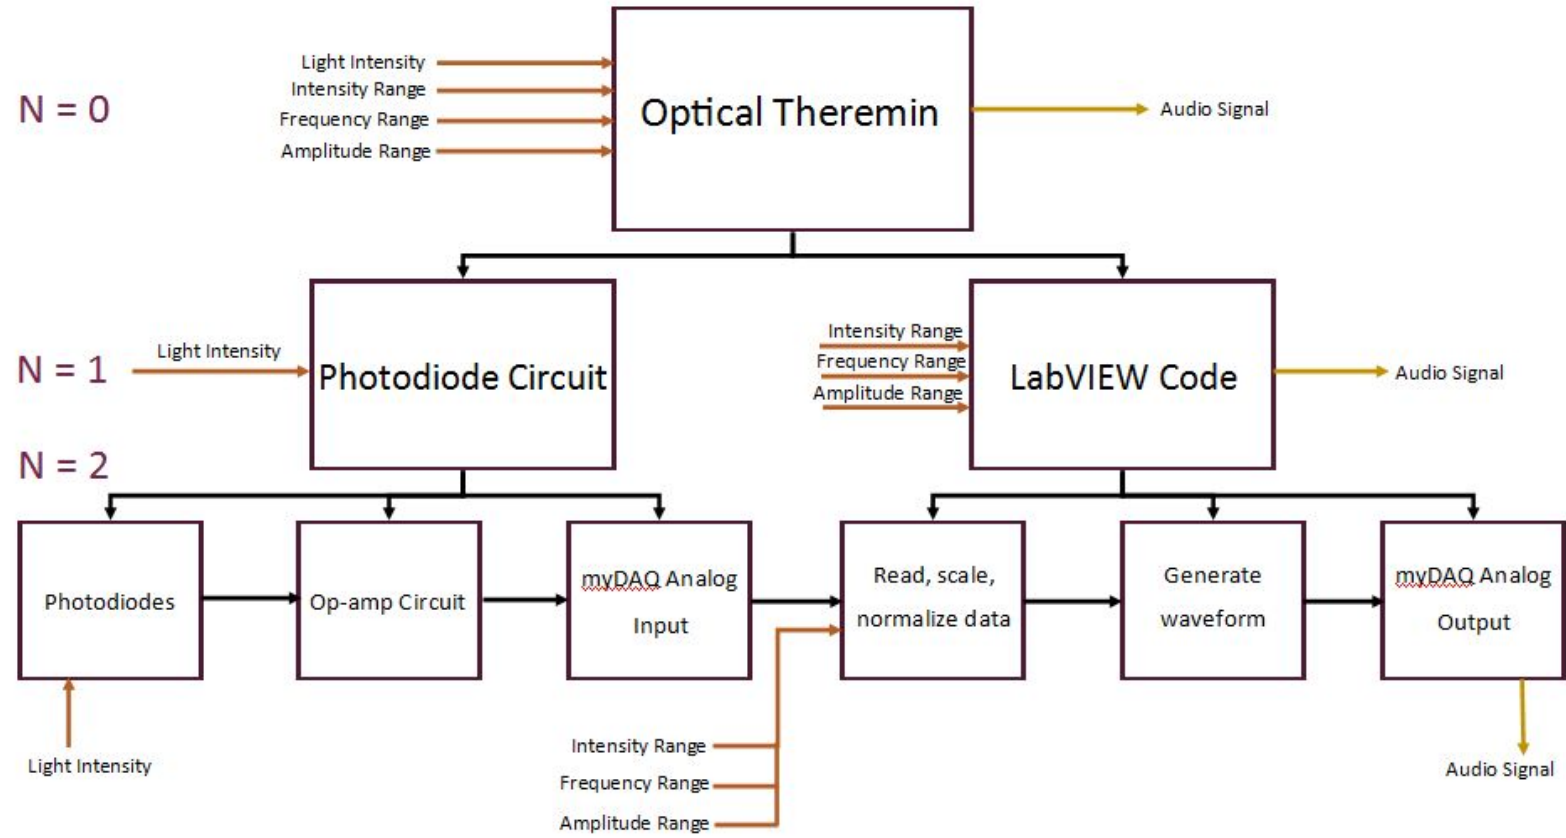 Light Intensity
Intensity Range
Frequency Range
Amplitude Range
N = 0
Optical Theremin
Audio Signal
Light Intensity
N = 1
Photodiode Circuit
Intensity Range
Frequency Range
Amplitude Range
LabVIEW Code
Audio Signal
N = 2
Photodiodes
Op-amp Circuit
myDAQ Analog
Input
Read, scale,
normalize data
Generate
waveform
myDAQ Analog
Output
Light Intensity
Intensity Range
Frequency Range
Amplitude Range
Audio Signal